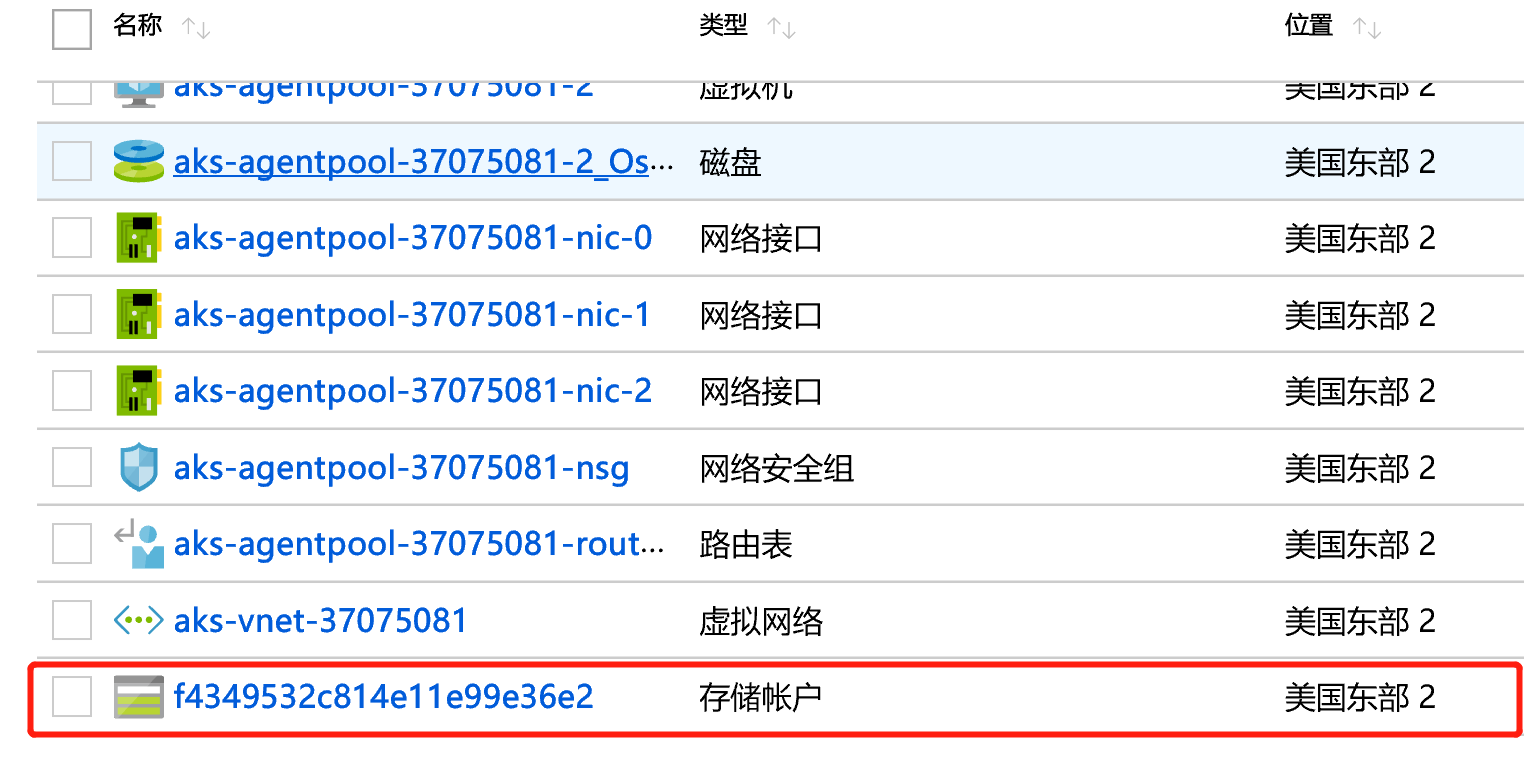 名称 类型 位置
aks-agentpool-37075081-2 虚拟机 美国东部 2
aks-agentpool-37075081-2_Os... 磁盘 美国东部 2
aks-agentpool-37075081-nic-0 网络接口 美国东部 2
aks-agentpool-37075081-nic-1 网络接口 美国东部 2
aks-agentpool-37075081-nic-2 网络接口 美国东部 2
aks-agentpool-37075081-nsg 网络安全组 美国东部 2
aks-agentpool-37075081-rout... 路由表 美国东部 2
aks-vnet-37075081 虚拟网络 美国东部 2
f4349532c814e11e99e36e2 存储帐户 美国东部 2